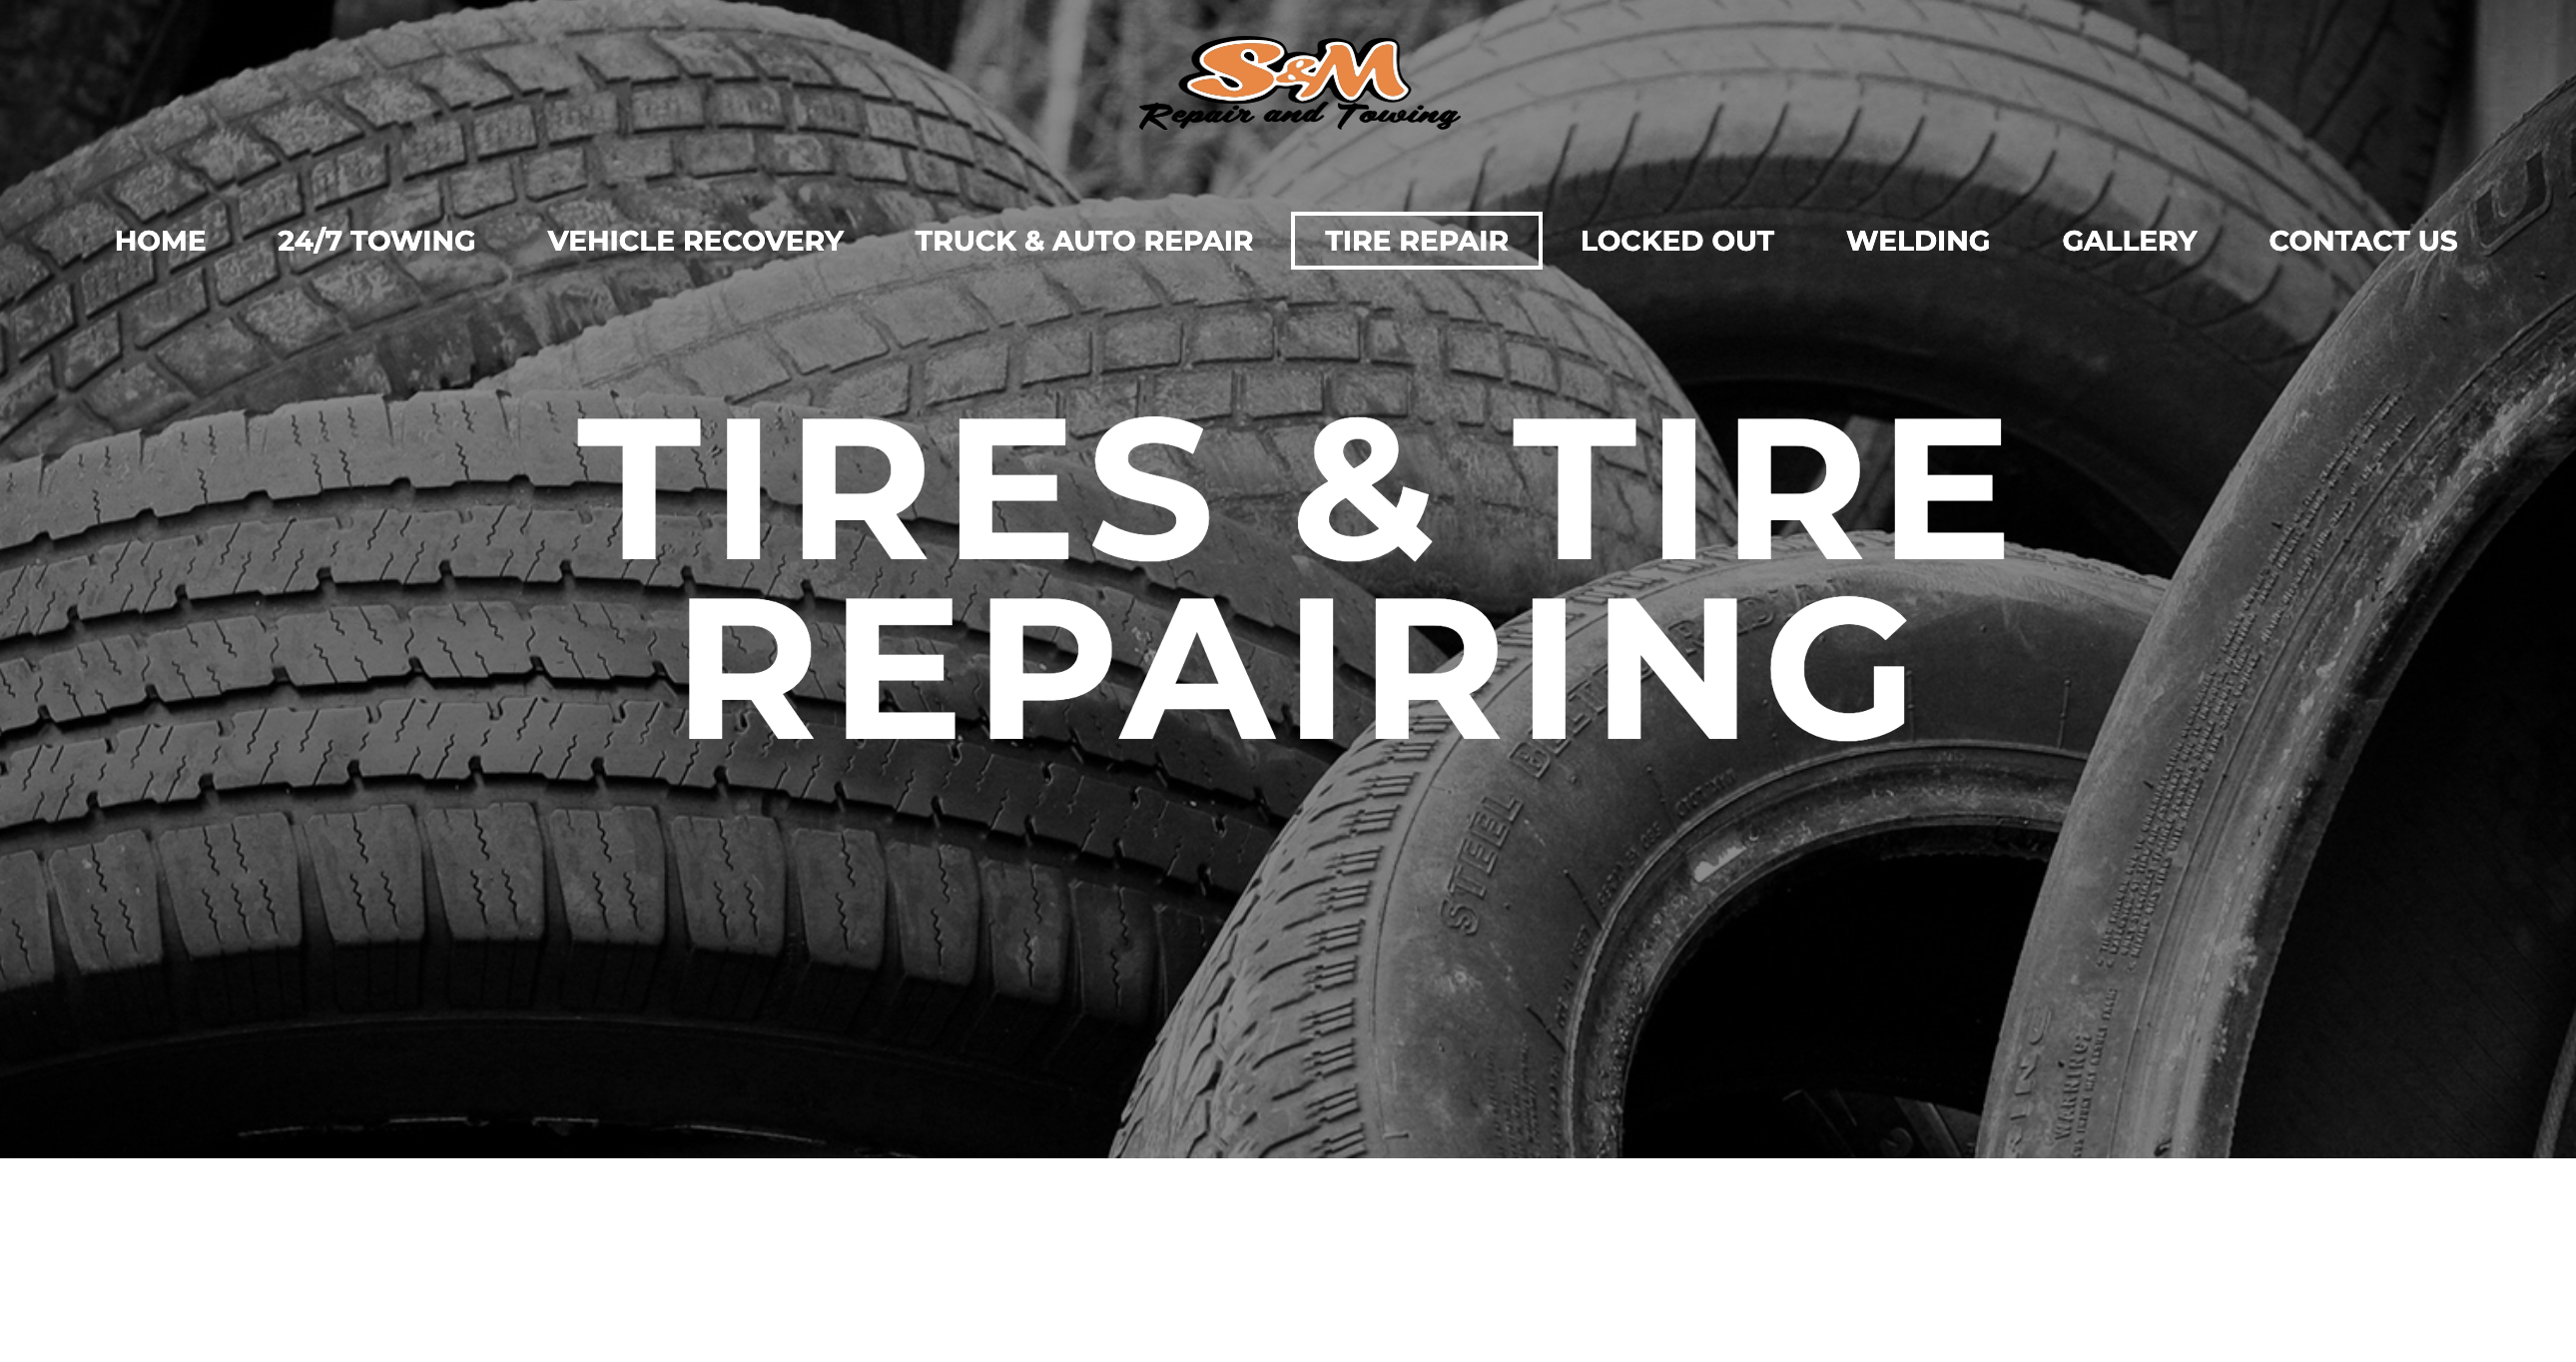 S&M
Repair and Towing
HOME 24/7 TOWING VEHICLE RECOVERY TRUCK & AUTO REPAIR TIRE REPAIR LOCKED OUT WELDING GALLERY CONTACT US
TIRES & TIRE
REPAIRING
STEEL BELTED
WARNING: